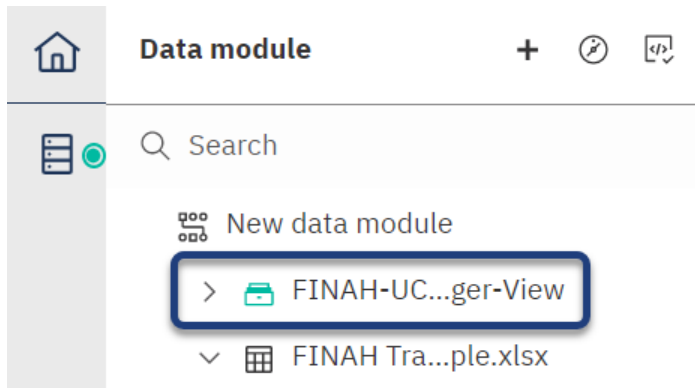 Data module
Search
New data module
FINAH-UC...ger-View
FINAH Tra...ple.xlsx